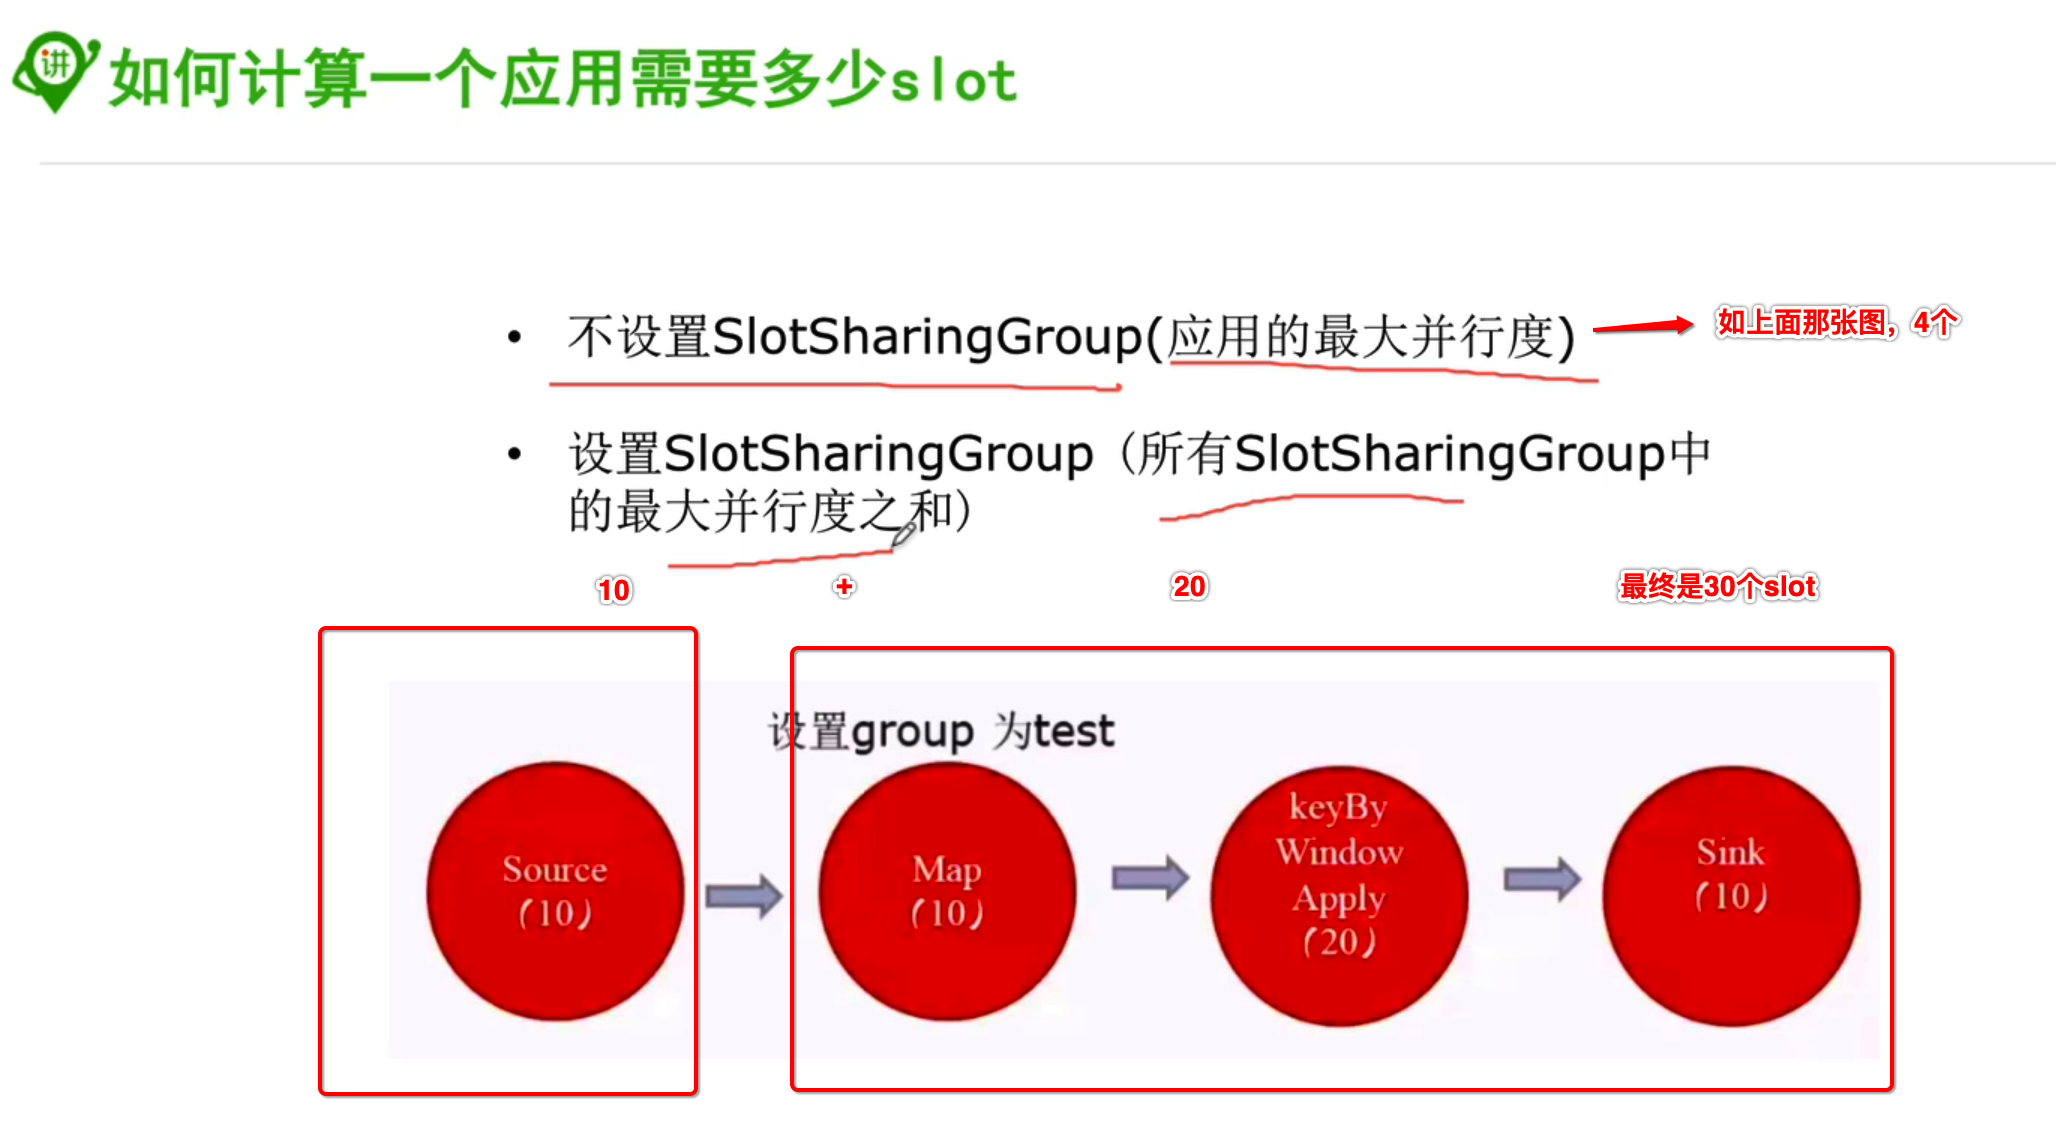 讲
如何计算一个应用需要多少slot
• 不设置SlotSharingGroup(应用的最大并行度)
如上面那张图，4个
• 设置SlotSharingGroup（所有SlotSharingGroup中
的最大并行度之和）
10
+
20
最终是30个slot
设置group 为test
Source
（10）
Map
（10）
keyBy
Window
Apply
（20）
Sink
（10）